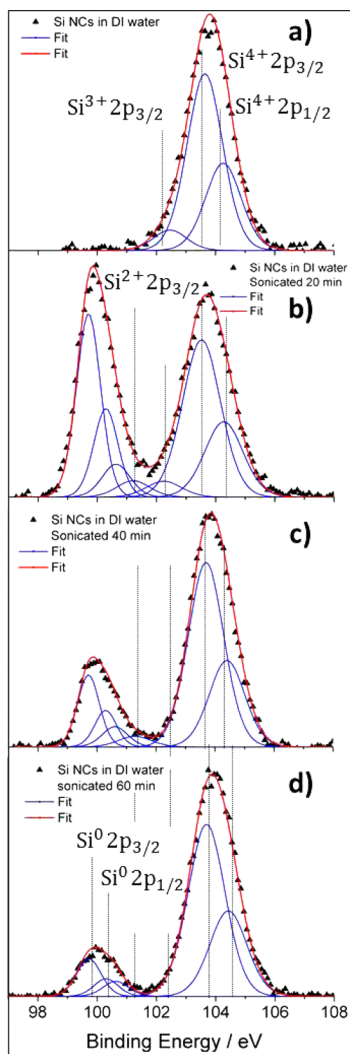 Si NCs in DI water
Fit
Fit
a)
Si⁴⁺2p₃/₂
Si³⁺2p₃/₂
Si⁴⁺2p₁/₂
Si NCs in DI water
Sonicated 20 min
Fit
Fit
Si²⁺2p₃/₂
b)
Si NCs in DI water
Sonicated 40 min
Fit
Fit
c)
Si NCs in DI water
sonicated 60 min
Fit
Fit
d)
Si⁰ 2p₃/₂
Si⁰ 2p₁/₂
98 100 102 104 106 108
Binding Energy / eV